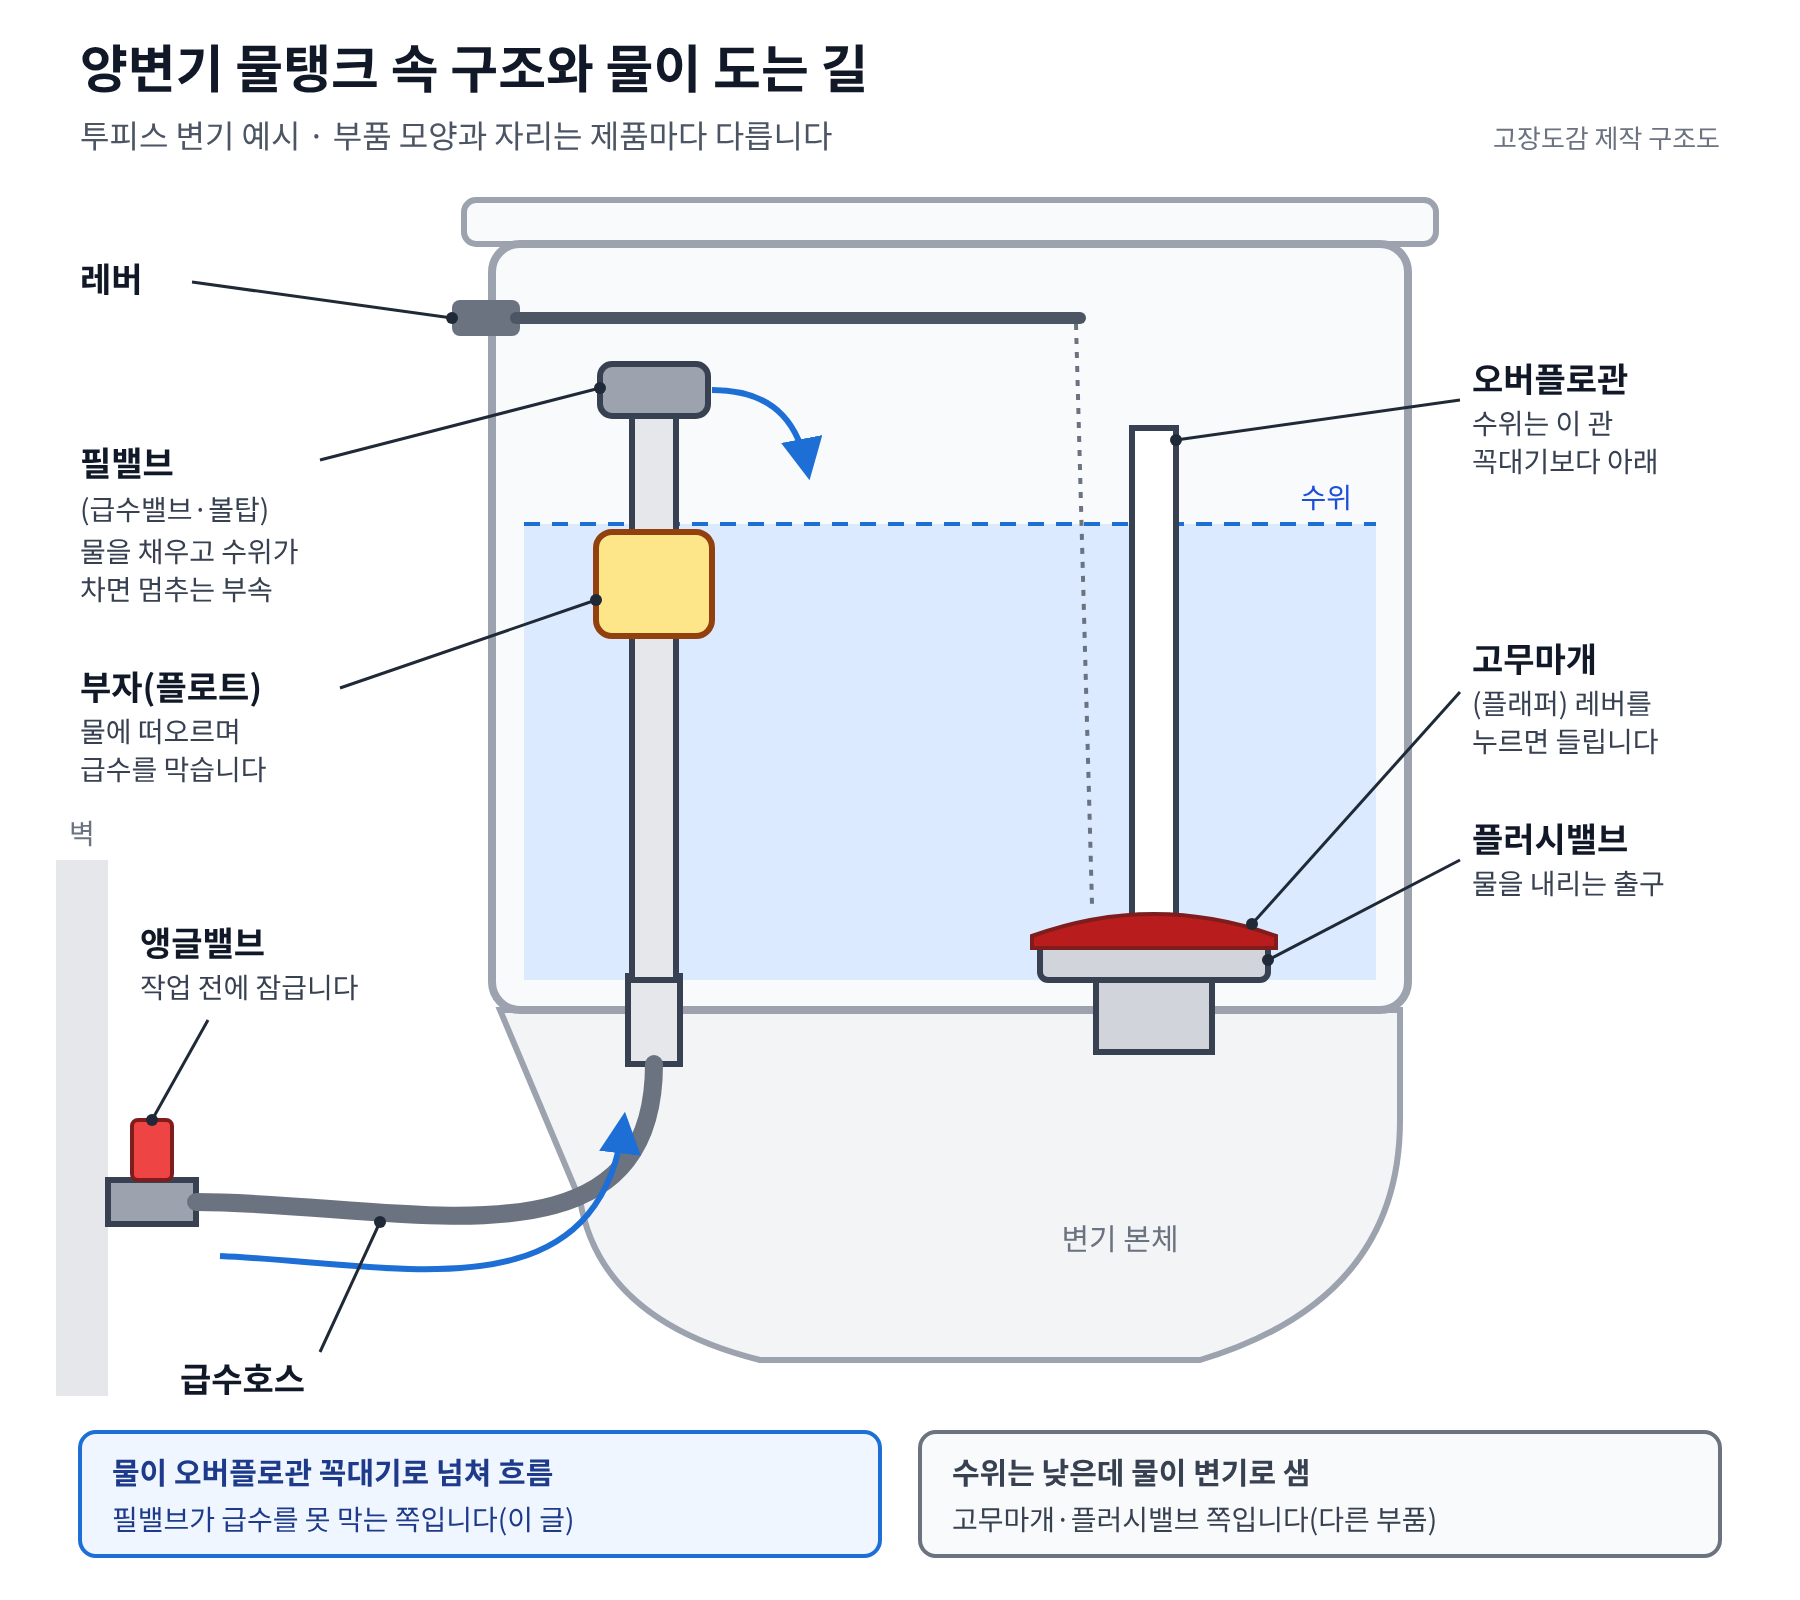 양변기 물탱크 속 구조와 물이 도는 길
투피스 변기 예시 · 부품 모양과 자리는 제품마다 다릅니다
고장도감 제작 구조도
레버
오버플로관
수위는 이 관
꼭대기보다 아래
필밸브
(급수밸브·볼탑)
물을 채우고 수위가
차면 멈추는 부속
수위
부자(플로트)
물에 떠오르며
급수를 막습니다
고무마개
(플래퍼) 레버를
누르면 들립니다
벽
플러시밸브
물을 내리는 출구
앵글밸브
작업 전에 잠급니다
변기 본체
급수호스
물이 오버플로관 꼭대기로 넘쳐 흐름
필밸브가 급수를 못 막는 쪽입니다(이 글)
수위는 낮은데 물이 변기로 샘
고무마개·플러시밸브 쪽입니다(다른 부품)